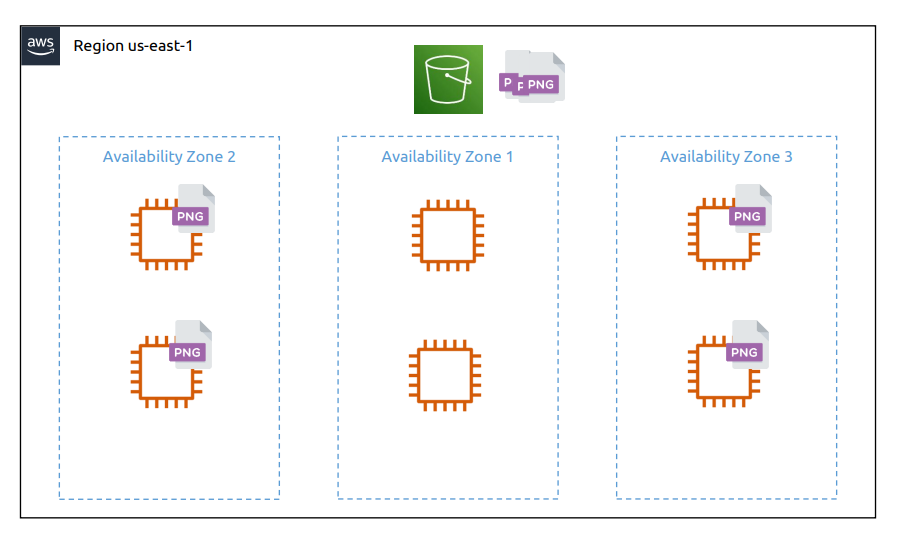 aws
Region us-east-1
P
P
PNG
Availability Zone 2
Availability Zone 1
Availability Zone 3
PNG
PNG
PNG
PNG